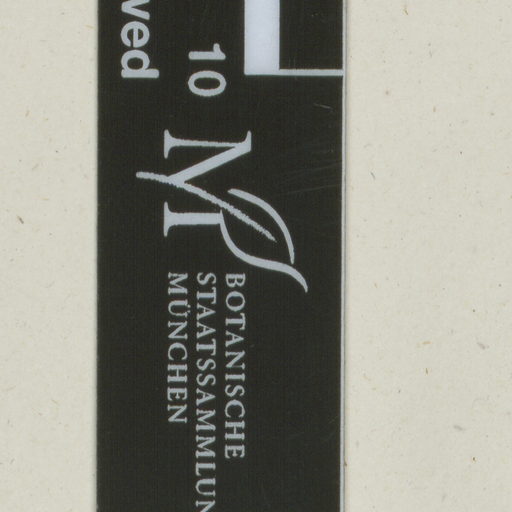 ved
10
M
BOTANISCHE
STAATSSAMMLUN
MÜNCHEN